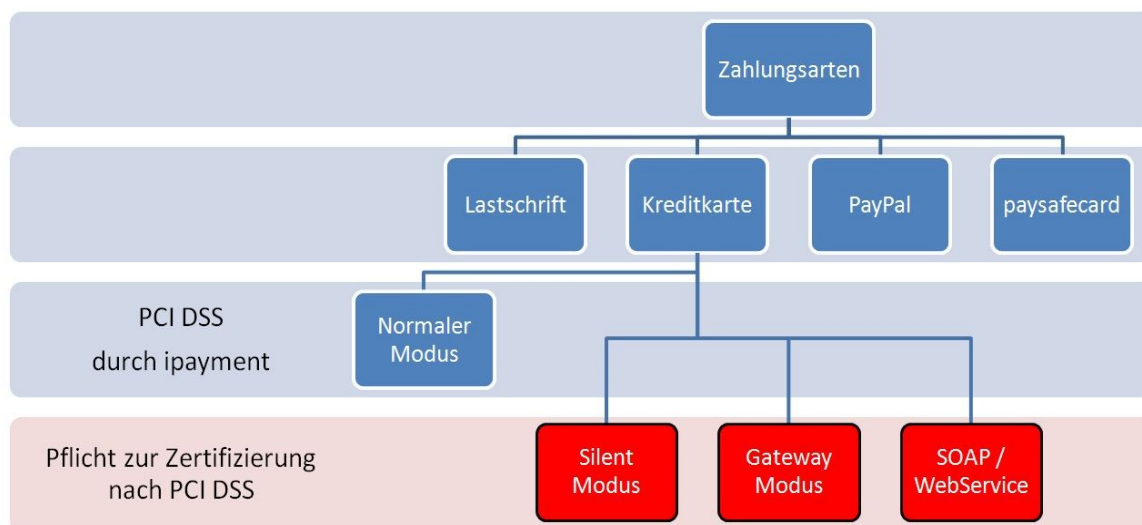 Zahlungsarten
Lastschrift
Kreditkarte
PayPal
paysafecard
PCI DSS
durch ipayment
Normaler
Modus
Pflicht zur Zertifizierung
nach PCI DSS
Silent
Modus
Gateway
Modus
SOAP /
WebService